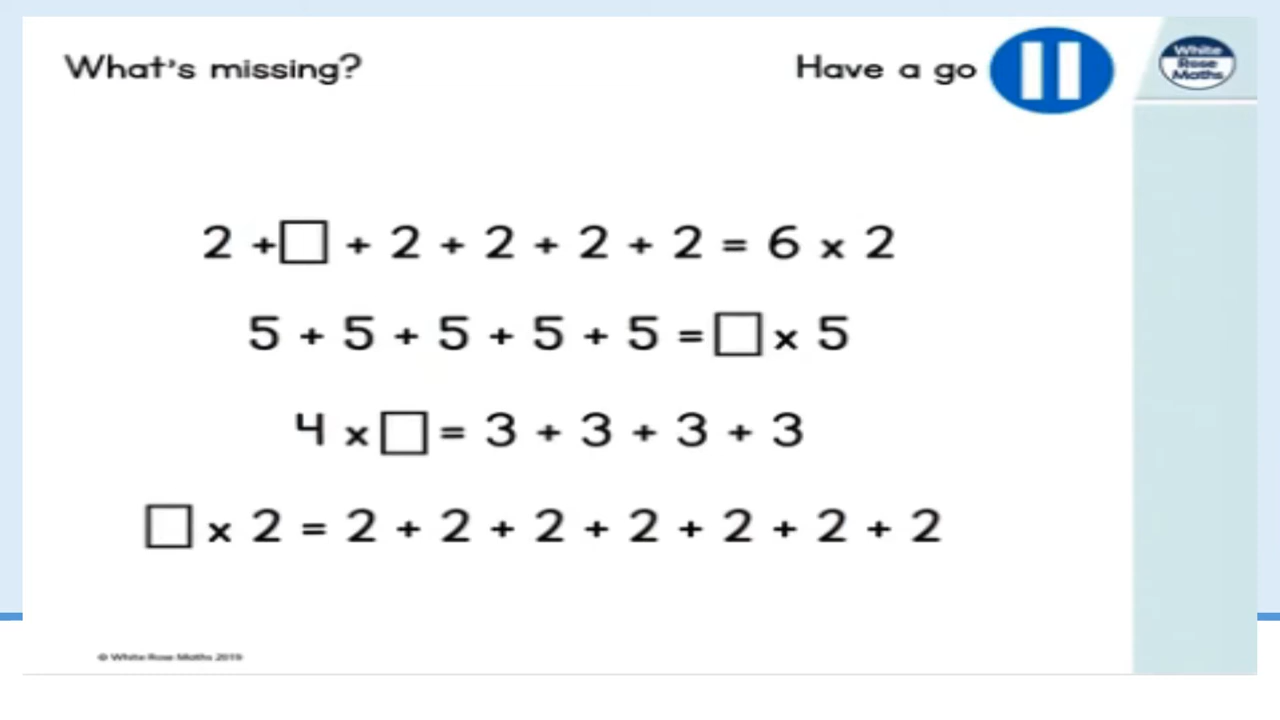 What's missing?
Have a go
White
Rose
Maths
2 + □ + 2 + 2 + 2 + 2 = 6 x 2
5 + 5 + 5 + 5 + 5 = □ x 5
4 x □ = 3 + 3 + 3 + 3
□ x 2 = 2 + 2 + 2 + 2 + 2 + 2 + 2
© White Rose Maths 2019